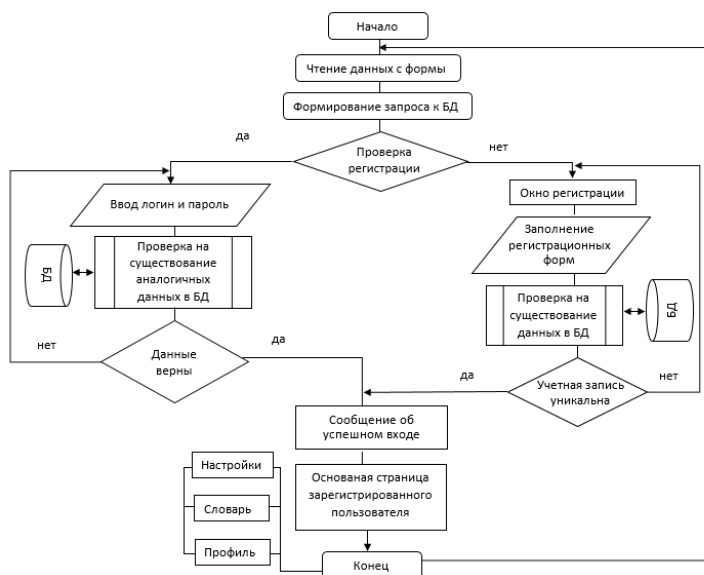 Начало
Чтение данных с формы
Формирование запроса к БД
да
Проверка
регистрации
нет
Ввод логин и пароль
Окно регистрации
Заполнение
регистрационных
форм
БД
Проверка на
существование
аналогичных
данных в БД
Проверка на
существование
данных в БД
БД
нет
Данные
верны
да
да
Учетная запись
уникальна
нет
Сообщение об
успешном входе
Настройки
Словарь
Профиль
Основаная страница
зарегистрированного
пользователя
Конец